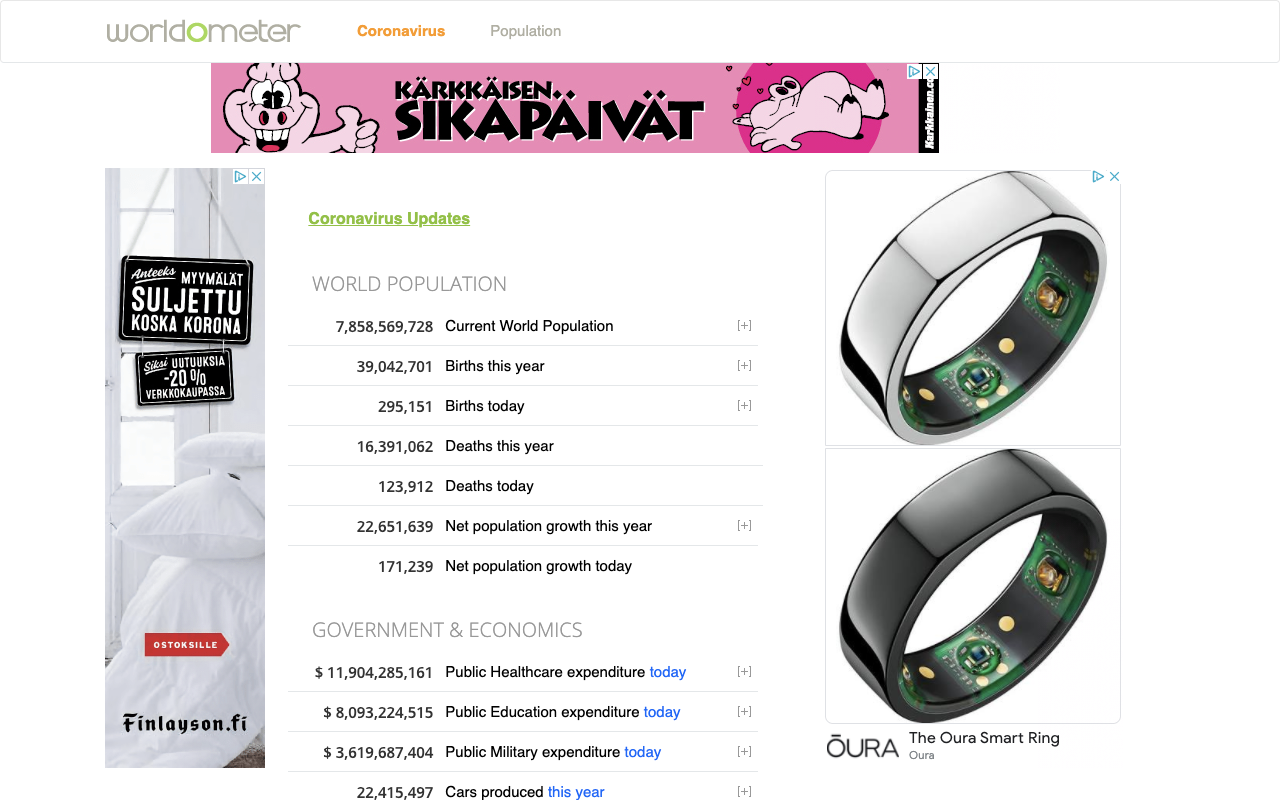 worldometer
Coronavirus
Population
KÄRKKÄISEN
SIKAPÄIVÄT
Karkkainen.co
Anteeksi
MYYMÄLÄT
SULJETTU
KOSKA KORONA
Siksi UUTUUKSIA
-20 %
VERKKOKAUPASSA
OSTOKSILLE
Finlayson.fi
Coronavirus Updates
WORLD POPULATION
7,858,569,728 Current World Population [+]
39,042,701 Births this year [+]
295,151 Births today [+]
16,391,062 Deaths this year
123,912 Deaths today
22,651,639 Net population growth this year [+]
171,239 Net population growth today
GOVERNMENT & ECONOMICS
$ 11,904,285,161 Public Healthcare expenditure today [+]
$ 8,093,224,515 Public Education expenditure today [+]
$ 3,619,687,404 Public Military expenditure today [+]
22,415,497 Cars produced this year [+]
ŌURA
The Oura Smart Ring
Oura